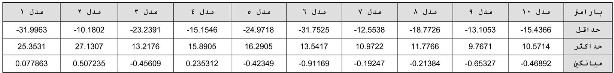 پارامتر مدل ۱۰ مدل ۹ مدل ۸ مدل ۷ مدل ۶ مدل ۵ مدل ۴ مدل ۳ مدل ۲ مدل ۱
حداقل -15.4366 -13.1053 -18.7726 -12.5538 -31.7525 -24.9718 -15.1546 -23.2391 -10.1802 -31.9963
حداکثر 10.5714 9.7671 11.7766 10.9722 13.5417 16.2905 15.8905 13.2176 27.1307 25.3531
میانگین -0.46892 -0.65327 -0.21384 -0.19247 -0.91169 -0.42349 0.235312 -0.45609 0.507235 0.077863